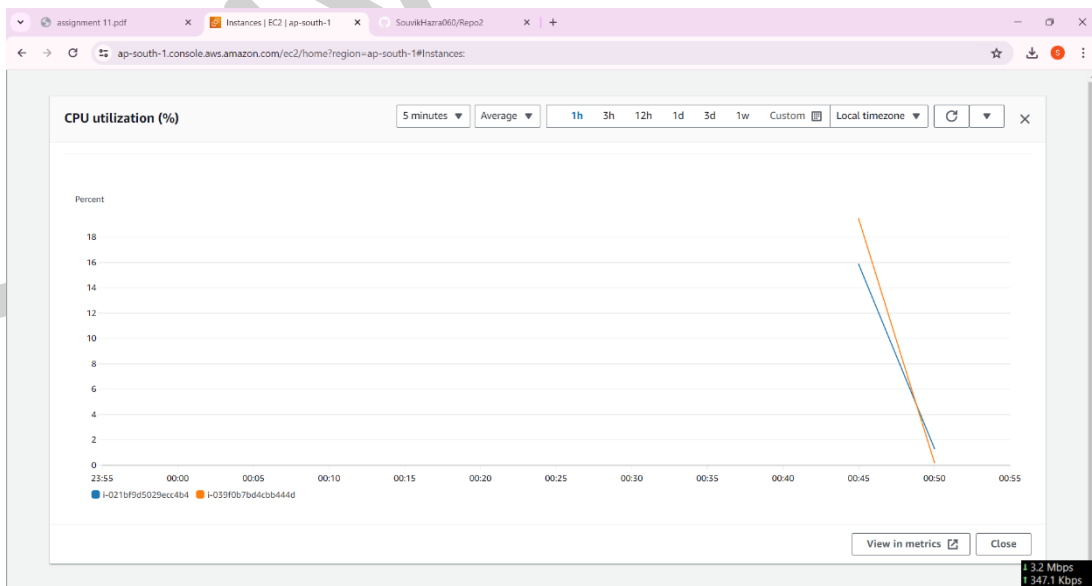 assignment 11.pdf
Instances | EC2 | ap-south-1
SouvikHazra060/Repo2
ap-south-1.console.aws.amazon.com/ec2/home?region=ap-south-1#Instances:
S
CPU utilization (%)
5 minutes
Average
1h 3h 12h 1d 3d 1w Custom
Local timezone
Percent
18
16
14
12
10
8
6
4
2
0
23:55 00:00 00:05 00:10 00:15 00:20 00:25 00:30 00:35 00:40 00:45 00:50 00:55
i-021bf9d5029ecc4b4 i-039f0b7bd4cbb444d
View in metrics Close
3.2 Mbps
347.1 Kbps